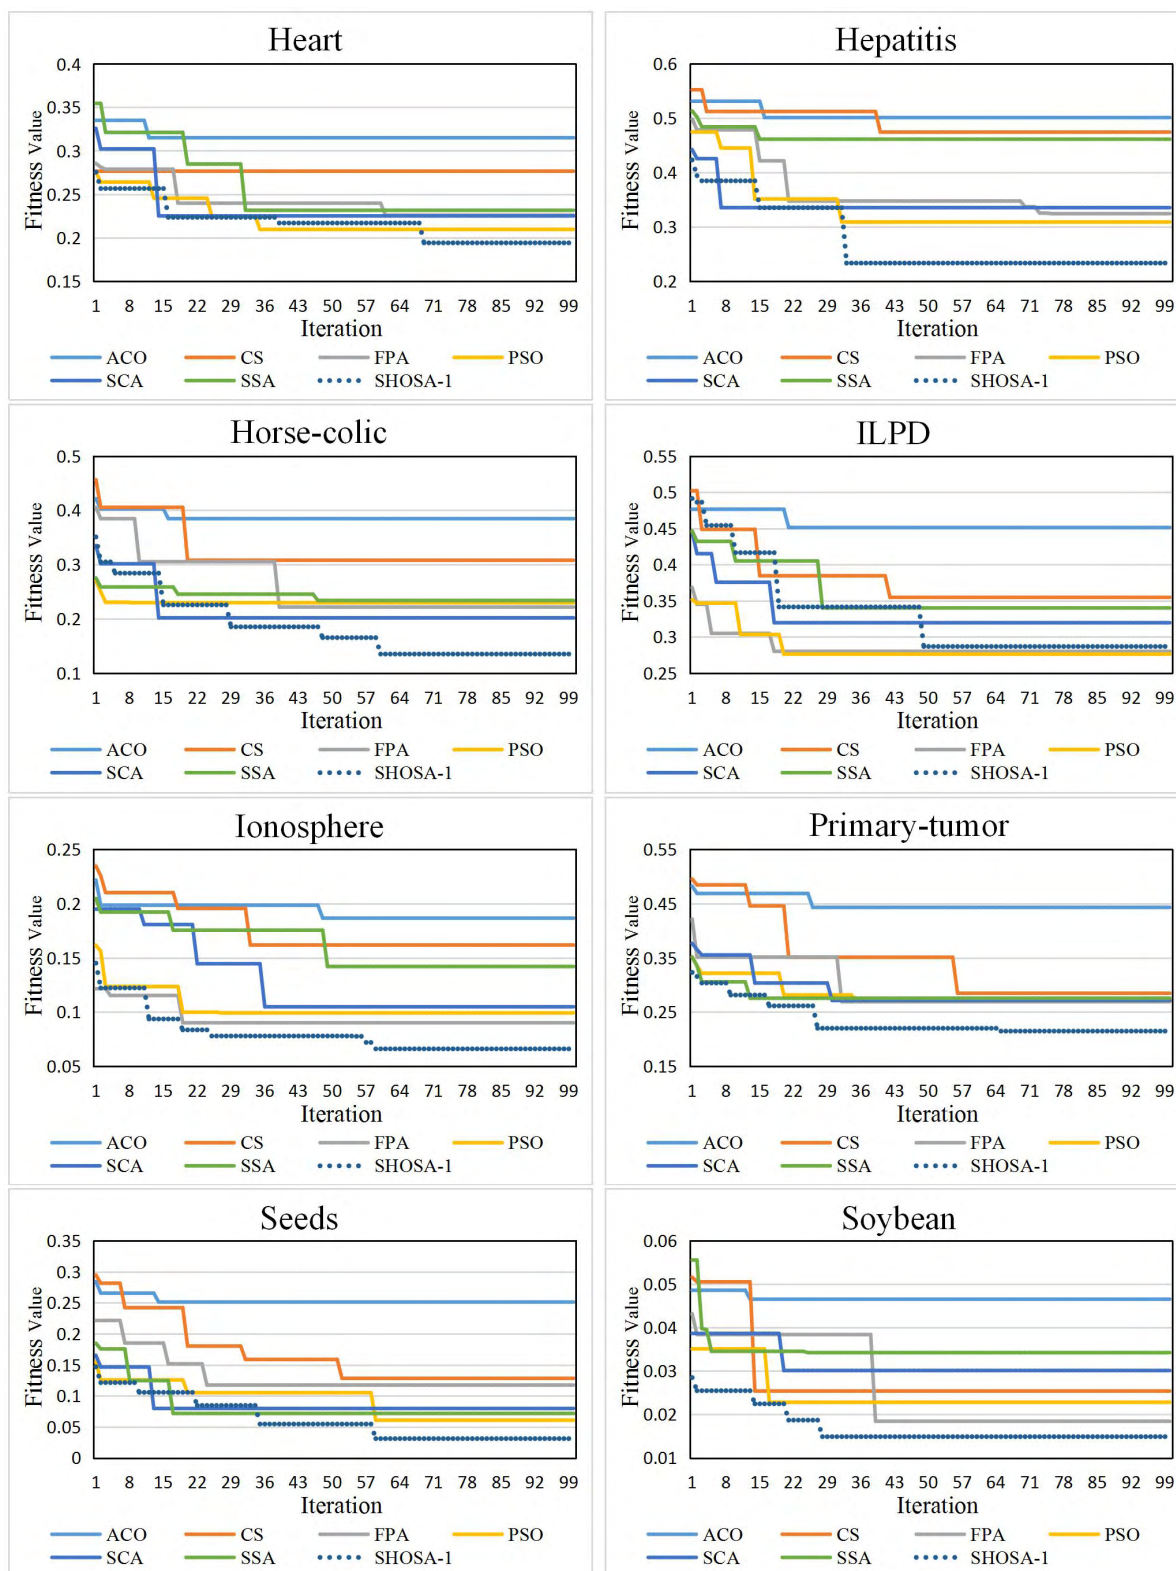 Heart
Fitness Value
0.4
0.35
0.3
0.25
0.2
0.15
1 8 15 22 29 36 43 50 57 64 71 78 85 92 99
Iteration
ACO CS FPA PSO
SCA SSA SHOSA-1
Hepatitis
Fitness Value
0.6
0.5
0.4
0.3
0.2
1 8 15 22 29 36 43 50 57 64 71 78 85 92 99
Iteration
ACO CS FPA PSO
SCA SSA SHOSA-1
Horse-colic
Fitness Value
0.5
0.4
0.3
0.2
0.1
1 8 15 22 29 36 43 50 57 64 71 78 85 92 99
Iteration
ACO CS FPA PSO
SCA SSA SHOSA-1
ILPD
Fitness Value
0.55
0.5
0.45
0.4
0.35
0.3
0.25
1 8 15 22 29 36 43 50 57 64 71 78 85 92 99
Iteration
ACO CS FPA PSO
SCA SSA SHOSA-1
Ionosphere
Fitness Value
0.25
0.2
0.15
0.1
0.05
1 8 15 22 29 36 43 50 57 64 71 78 85 92 99
Iteration
ACO CS FPA PSO
SCA SSA SHOSA-1
Primary-tumor
Fitness Value
0.55
0.45
0.35
0.25
0.15
1 8 15 22 29 36 43 50 57 64 71 78 85 92 99
Iteration
ACO CS FPA PSO
SCA SSA SHOSA-1
Seeds
Fitness Value
0.35
0.3
0.25
0.2
0.15
0.1
0.05
0
1 8 15 22 29 36 43 50 57 64 71 78 85 92 99
Iteration
ACO CS FPA PSO
SCA SSA SHOSA-1
Soybean
Fitness Value
0.06
0.05
0.04
0.03
0.02
0.01
1 8 15 22 29 36 43 50 57 64 71 78 85 92 99
Iteration
ACO CS FPA PSO
SCA SSA SHOSA-1